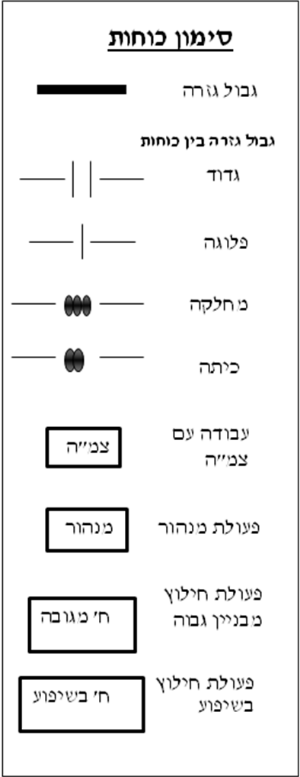 סימון כוחות
גבול גזרה
גבול גזרה בין כוחות
גדוד
פלוגה
מחלקה
כיתה
עבודה עם
צמ"ה
צמ"ה
פעולת מנהור
מנהור
פעולת חילוץ
מבניין גבוה
ח' מגובה
פעולת חילוץ
בשיפוע
ח' בשיפוע